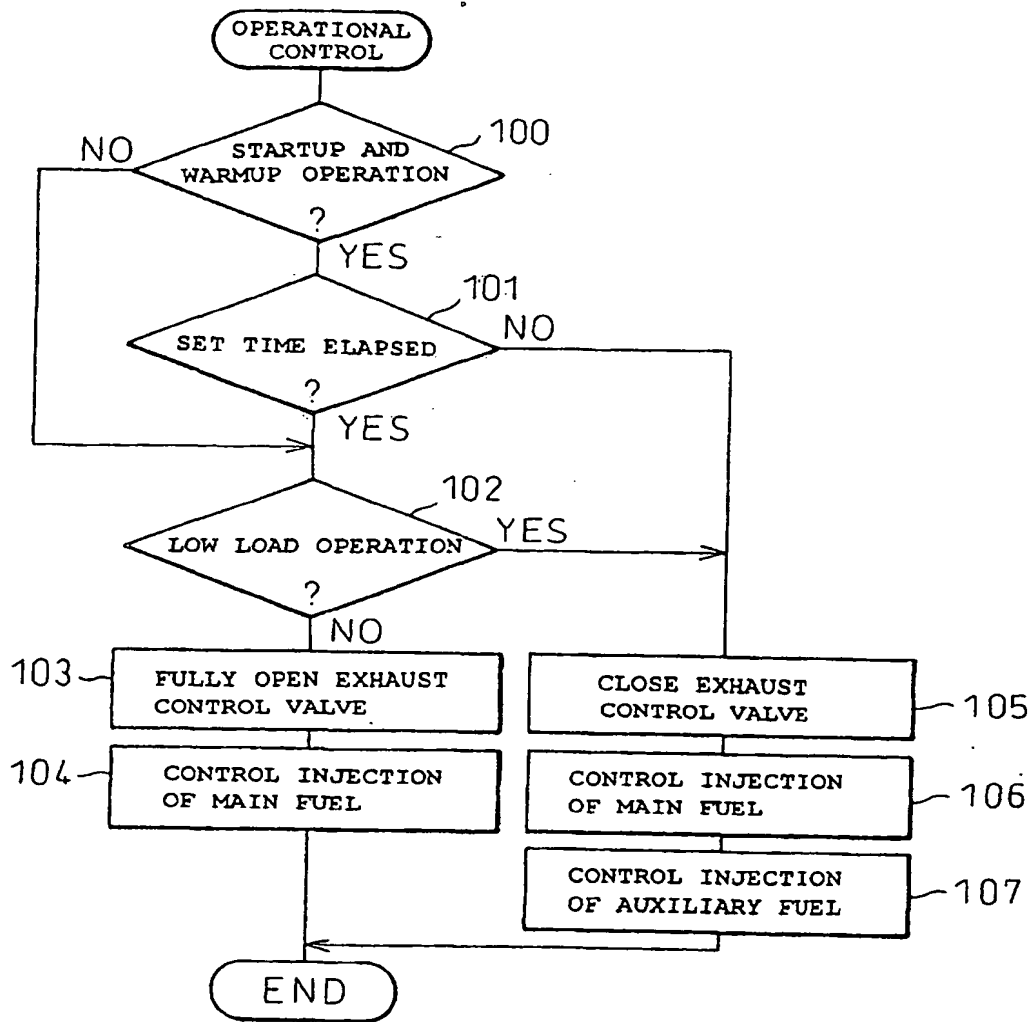 OPERATIONAL
CONTROL
100
NO
STARTUP AND
WARMUP OPERATION
?
YES
101
NO
SET TIME ELAPSED
?
YES
102
YES
LOW LOAD OPERATION
?
NO
103
FULLY OPEN EXHAUST
CONTROL VALVE
CLOSE EXHAUST
CONTROL VALVE
105
104
CONTROL INJECTION
OF MAIN FUEL
CONTROL INJECTION
OF MAIN FUEL
106
CONTROL INJECTION
OF AUXILIARY FUEL
107
END